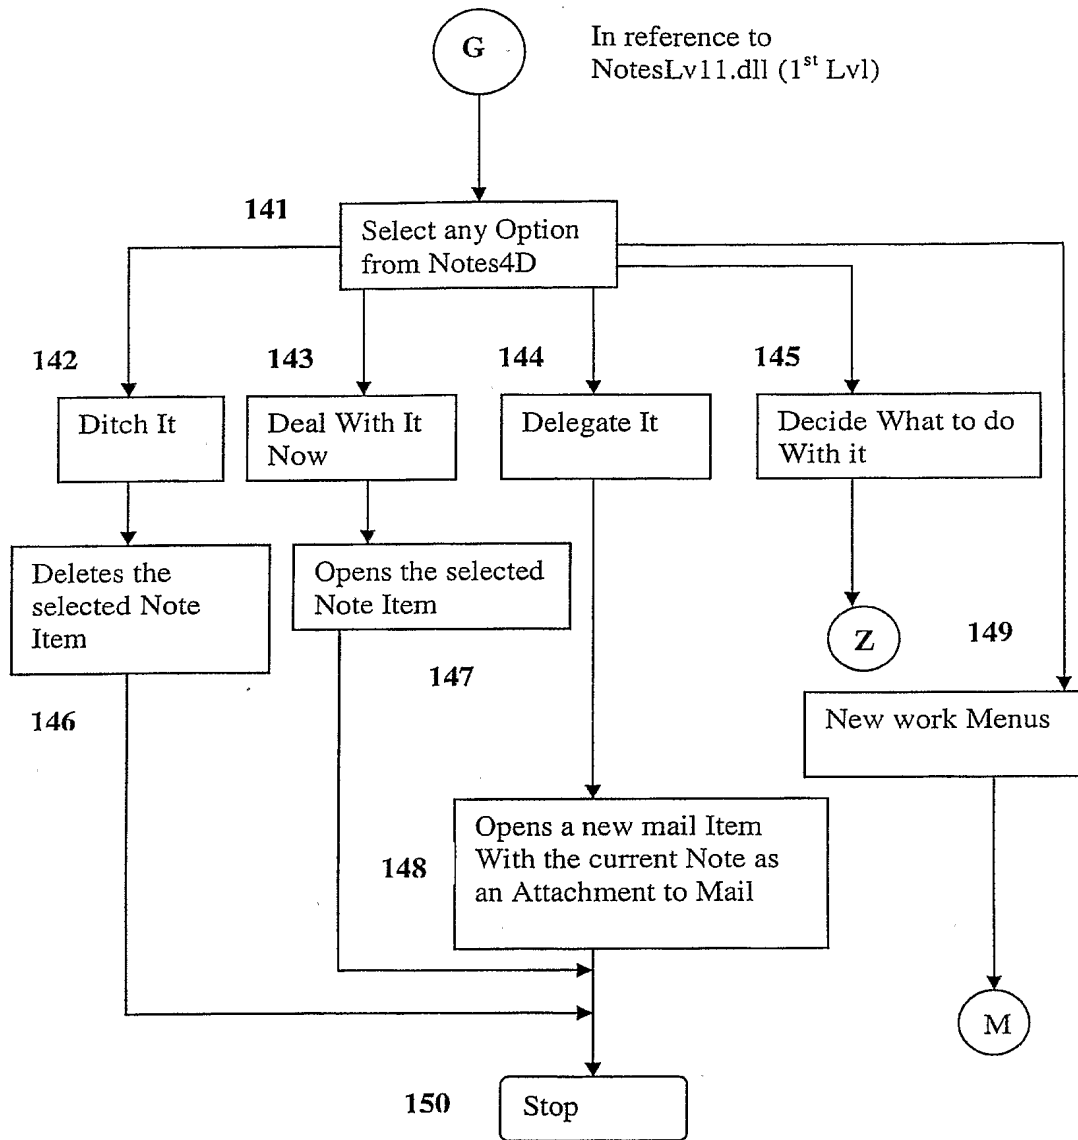 G
In reference to
NotesLv11.dll (1st Lvl)
141
Select any Option
from Notes4D
142
143
144
145
Ditch It
Deal With It
Now
Delegate It
Decide What to do
With it
Deletes the
selected Note
Item
Opens the selected
Note Item
Z
149
147
146
New work Menus
Opens a new mail Item
With the current Note as
an Attachment to Mail
148
M
150
Stop